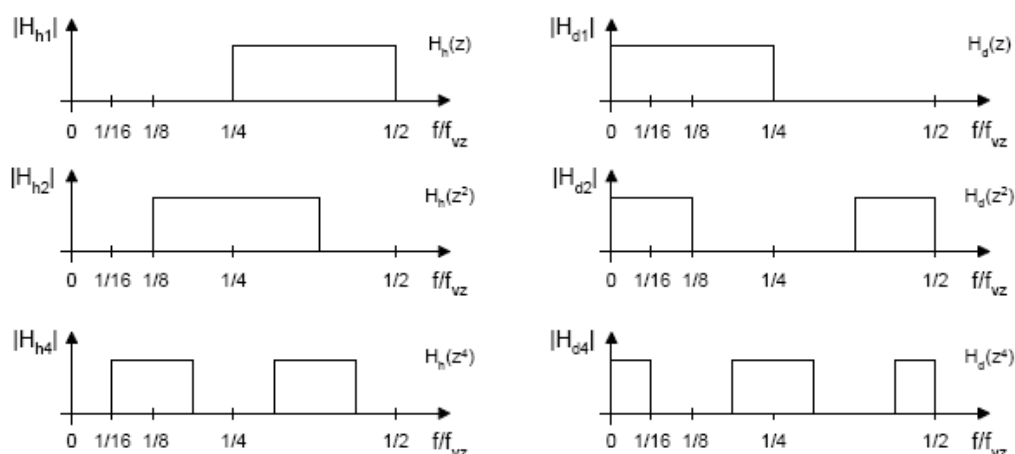 |H_h1| H_h(z) |H_d1| H_d(z)
0 1/16 1/8 1/4 1/2 f/f_vz 0 1/16 1/8 1/4 1/2 f/f_vz
|H_h2| H_h(z²) |H_d2| H_d(z²)
0 1/16 1/8 1/4 1/2 f/f_vz 0 1/16 1/8 1/4 1/2 f/f_vz
|H_h4| H_h(z⁴) |H_d4| H_d(z⁴)
0 1/16 1/8 1/4 1/2 f/f_vz 0 1/16 1/8 1/4 1/2 f/f_vz